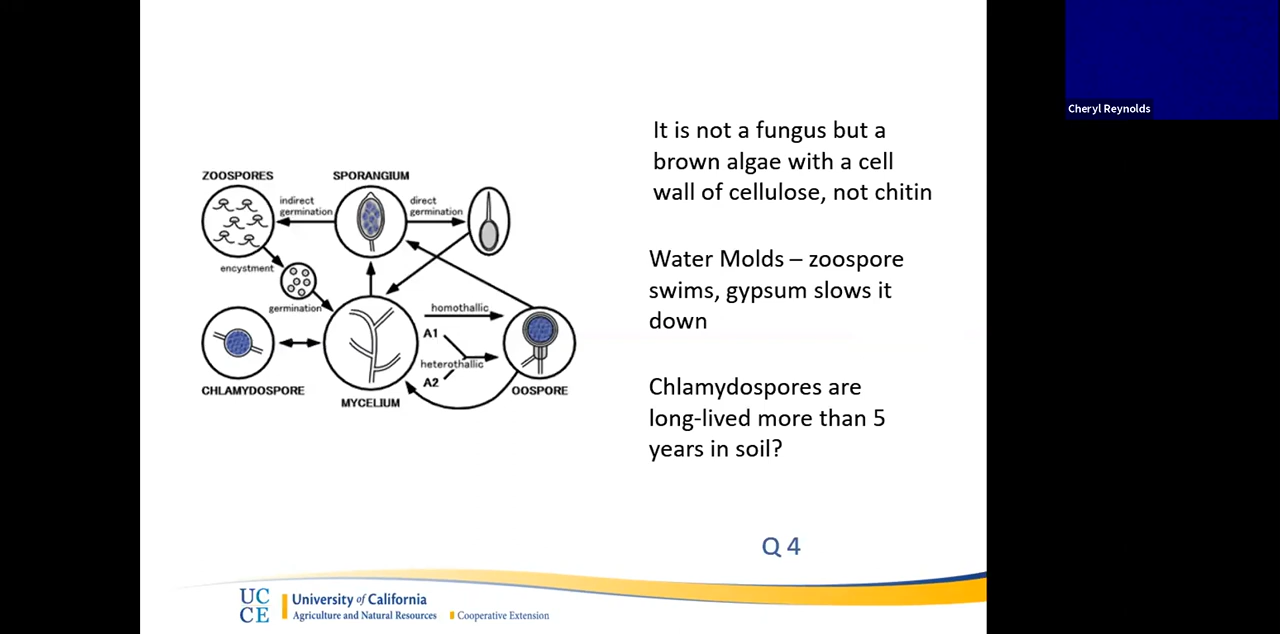 Cheryl Reynolds
It is not a fungus but a
brown algae with a cell
wall of cellulose, not chitin
Water Molds – zoospore
swims, gypsum slows it
down
Chlamydospores are
long-lived more than 5
years in soil?
Q 4
ZOOSPORES
SPORANGIUM
indirect
germination
direct
germination
encystment
germination
homothallic
A1
heterothallic
A2
CHLAMYDOSPORE
MYCELIUM
OOSPORE
UC
CE
University of California
Agriculture and Natural Resources
Cooperative Extension